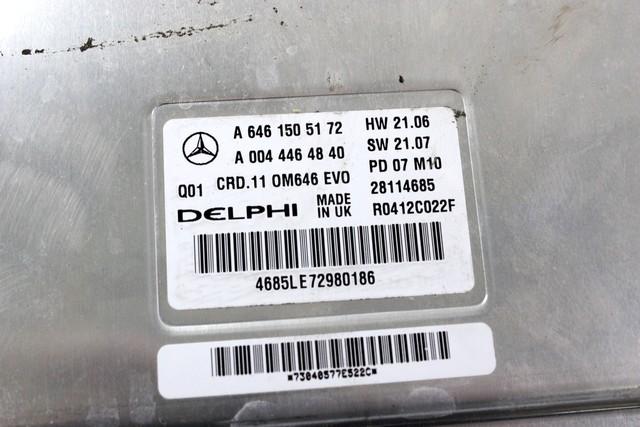 A 646 150 51 72 HW 21.06
A 004 446 48 40 SW 21.07
Q01 CRD.11 OM646 EVO PD 07 M10
DELPHI MADE IN UK 28114685
R0412C022F
4685LE72980186
*73040577E522C*